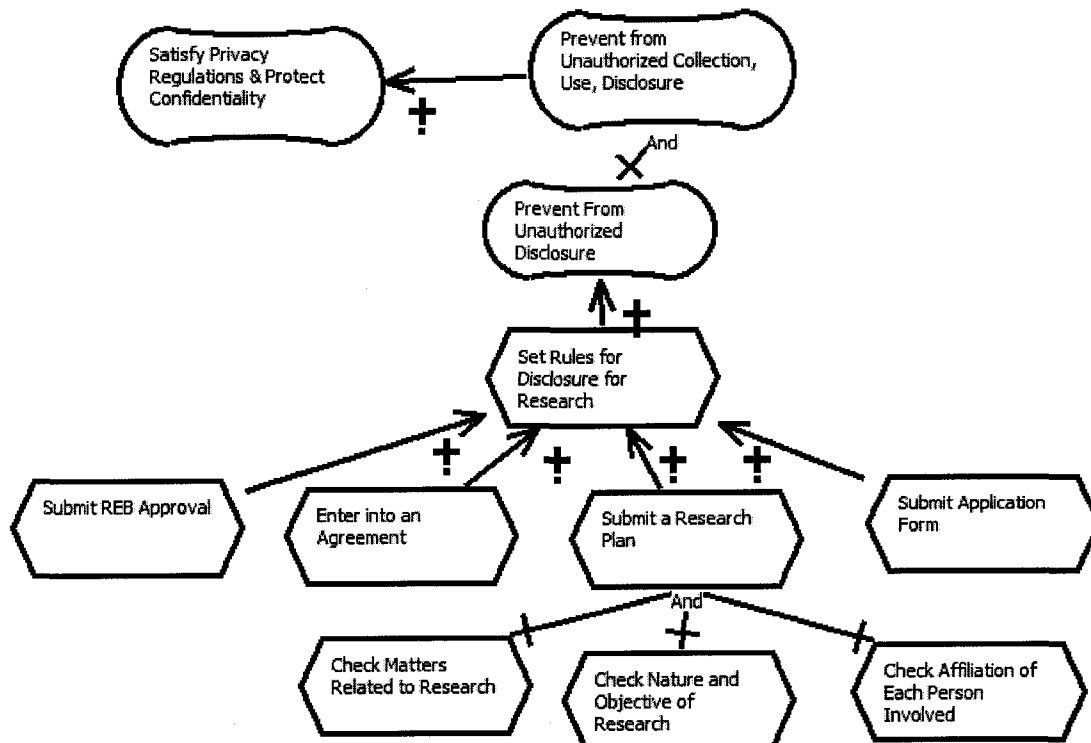 Satisfy Privacy
Regulations & Protect
Confidentiality
Prevent from
Unauthorized Collection,
Use, Disclosure
And
Prevent From
Unauthorized
Disclosure
Set Rules for
Disclosure for
Research
Submit REB Approval
Enter into an
Agreement
Submit a Research
Plan
Submit Application
Form
And
Check Matters
Related to Research
Check Nature and
Objective of
Research
Check Affiliation of
Each Person
Involved